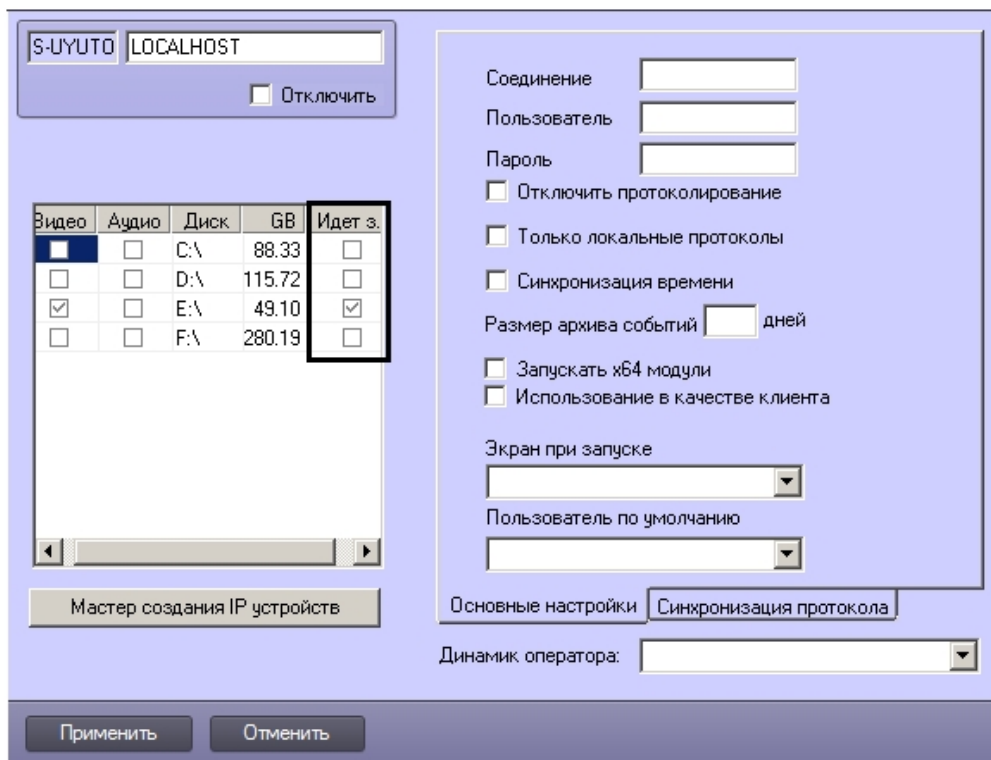 S-UYUTO LOCALHOST
Отключить
Видео Аудио Диск GB Идет з.
C:\ 88.33
D:\ 115.72
E:\ 49.10
F:\ 280.19
Мастер создания IP устройств
Соединение
Пользователь
Пароль
Отключить протоколирование
Только локальные протоколы
Синхронизация времени
Размер архива событий дней
Запускать x64 модули
Использование в качестве клиента
Экран при запуске
Пользователь по умолчанию
Основные настройки Синхронизация протокола
Динамик оператора:
Применить Отменить